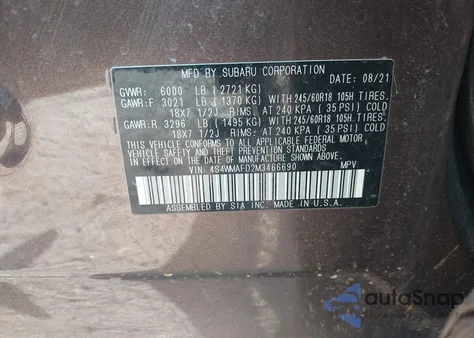 MFD BY SUBARU CORPORATION DATE: 08/21
GVWR: 6000 LB (2721 KG)
GAWR:F 3021 LB (1370 KG) WITH 245/60R18 105H TIRES,
18X7 1/2J RIMS, AT 240 KPA (35 PSI) COLD
GAWR:R 3296 LB (1495 KG) WITH 245/60R18 105H TIRES,
18X7 1/2J RIMS, AT 240 KPA (35 PSI) COLD
THIS VEHICLE CONFORMS TO ALL APPLICABLE FEDERAL MOTOR
VEHICLE SAFETY STANDARDS IN EFFECT ON THE DATE OF
MANUFACTURE SHOWN ABOVE.
VIN: 4S4WMAFD2M3466690 MPV
ASSEMBLED BY SIA INC. MADE IN U.S.A.
autoSnap